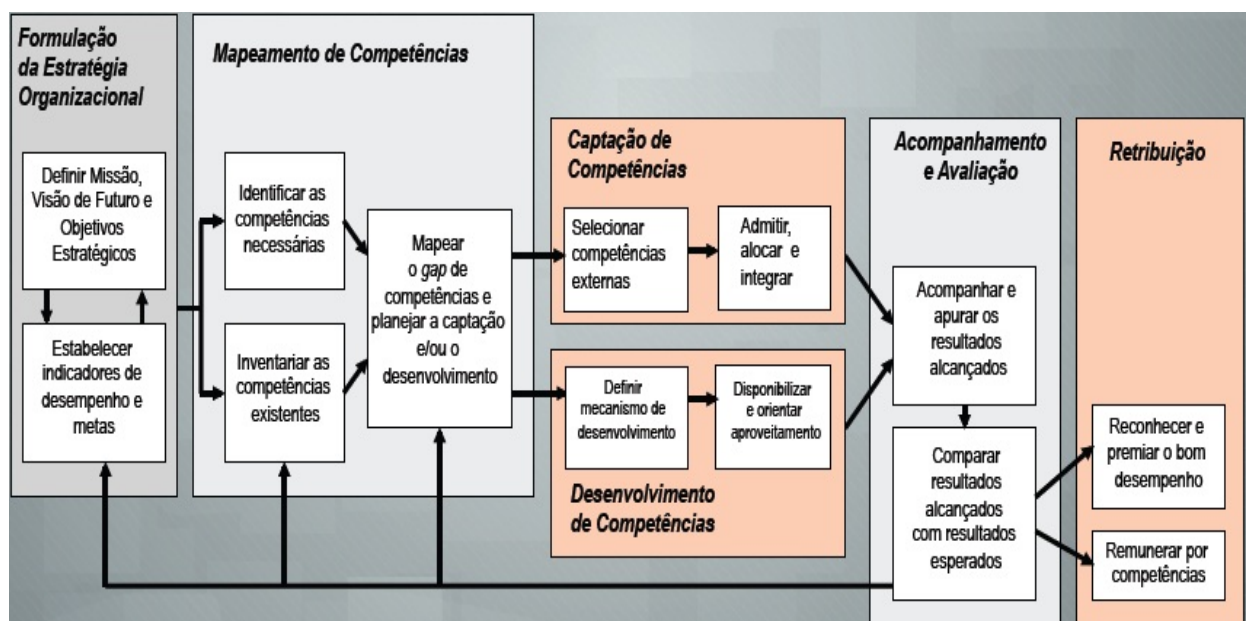 Formulação
da Estratégia
Organizacional
Definir Missão,
Visão de Futuro e
Objetivos
Estratégicos
Estabelecer
indicadores de
desempenho e
metas
Mapeamento de Competências
Identificar as
competências
necessárias
Inventariar as
competências
existentes
Mapear
o gap de
competências e
planejar a captação
e/ou o
desenvolvimento
Captação de
Competências
Selecionar
competências
externas
Admitir,
alocar e
integrar
Definir
mecanismo de
desenvolvimento
Disponibilizar
e orientar
aproveitamento
Desenvolvimento
de Competências
Acompanhamento
e Avaliação
Acompanhar e
apurar os
resultados
alcançados
Comparar
resultados
alcançados
com resultados
esperados
Retribuição
Reconhecer e
premiar o bom
desempenho
Remunerar por
competências